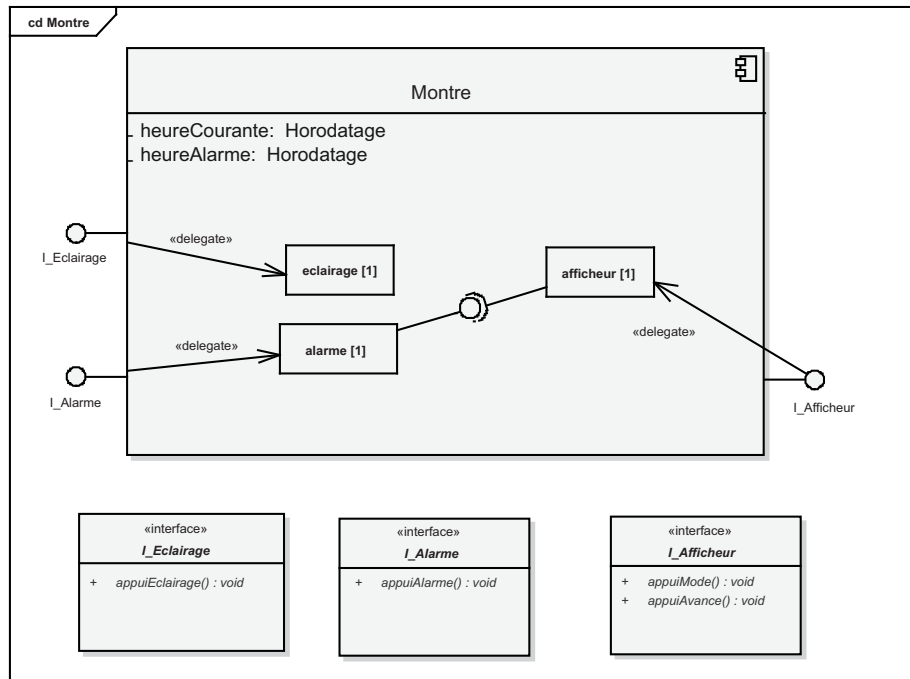 cd Montre
Montre
heureCourante: Horodatage
heureAlarme: Horodatage
«delegate»
I_Eclairage
eclairage [1]
afficheur [1]
«delegate»
«delegate»
alarme [1]
I_Alarme
I_Afficheur
«interface»
I_Eclairage
+ appuiEclairage() : void
«interface»
I_Alarme
+ appuiAlarme() : void
«interface»
I_Afficheur
+ appuiMode() : void
+ appuiAvance() : void